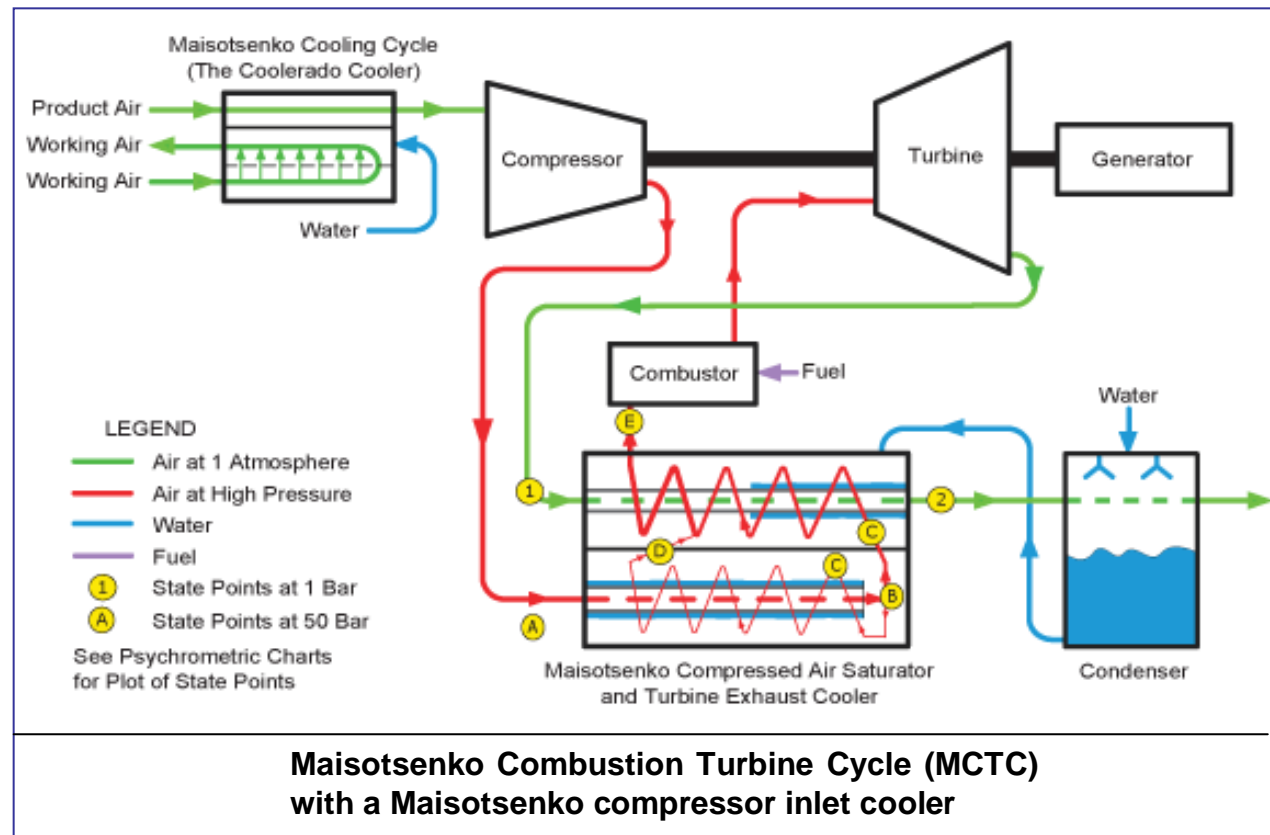 Maisotsenko Cooling Cycle
(The Coolerado Cooler)
Product Air
Working Air
Working Air
Water
Compressor
Turbine
Generator
Combustor
Fuel
Water
LEGEND
Air at 1 Atmosphere
Air at High Pressure
Water
Fuel
1 State Points at 1 Bar
A State Points at 50 Bar
See Psychrometric Charts
for Plot of State Points
E
1
2
D
C
C
B
A
Maisotsenko Compressed Air Saturator
and Turbine Exhaust Cooler
Condenser
Maisotsenko Combustion Turbine Cycle (MCTC)
with a Maisotsenko compressor inlet cooler